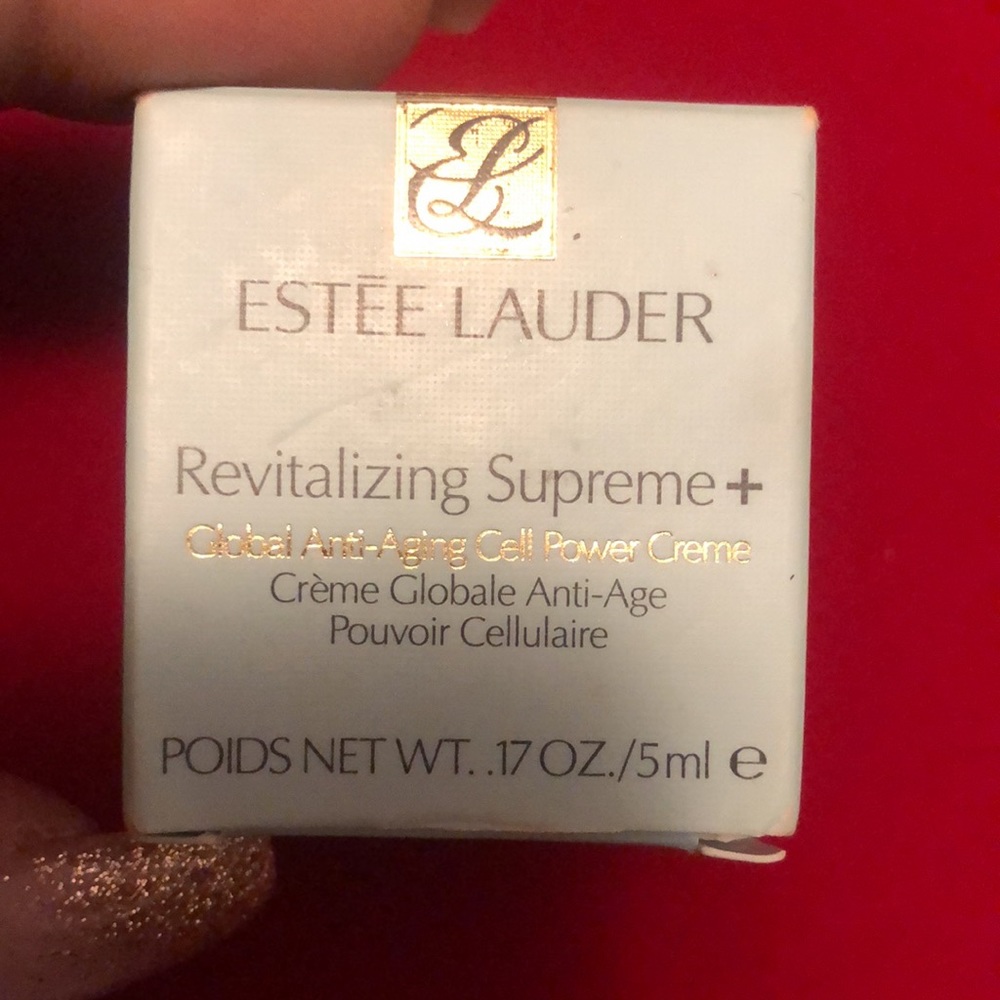 EL
ESTĒE LAUDER
Revitalizing Supreme+
Global Anti-Aging Cell Power Creme
Crème Globale Anti-Age
Pouvoir Cellulaire
POIDS NET WT. .17 OZ./5ml ℮